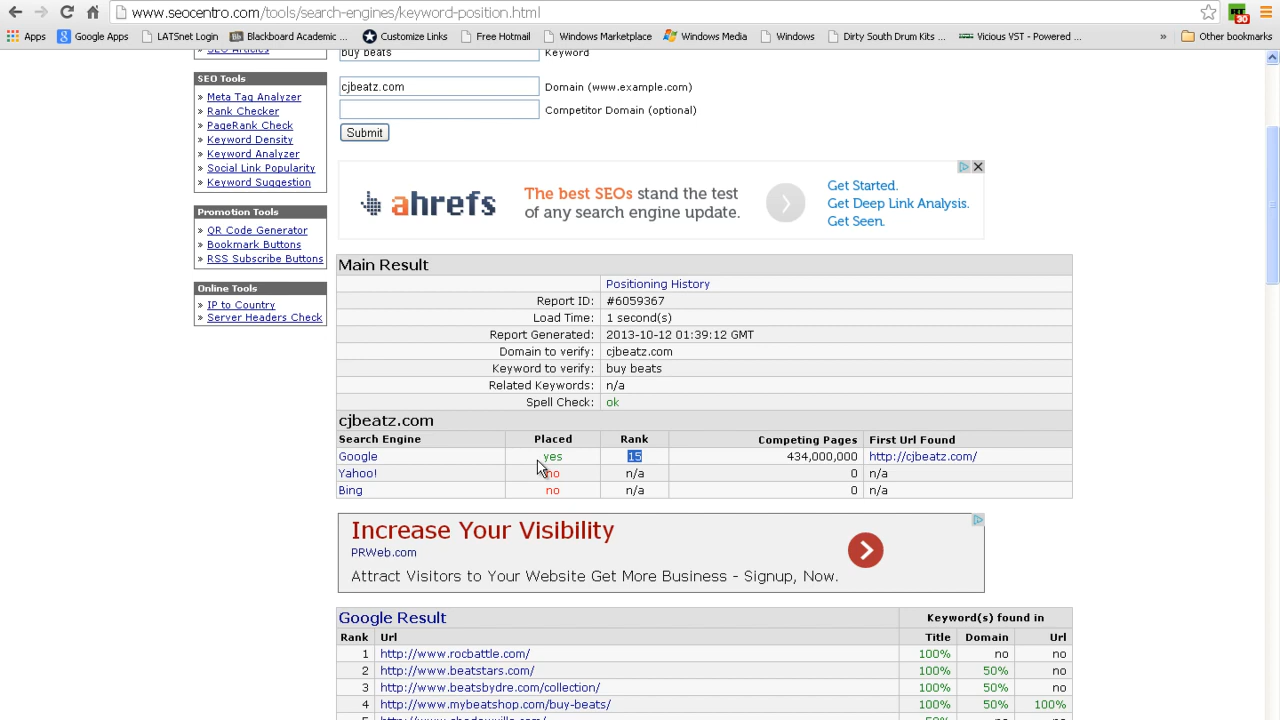 www.seocentro.com/tools/search-engines/keyword-position.html
30
Apps Google Apps LATSnet Login Blackboard Academic ... Customize Links Free Hotmail Windows Marketplace Windows Media Windows Dirty South Drum Kits ... Vicious VST - Powered ... » Other bookmarks
» SEO Articles
buy beats Keyword
SEO Tools
» Meta Tag Analyzer
» Rank Checker
» PageRank Check
» Keyword Density
» Keyword Analyzer
» Social Link Popularity
» Keyword Suggestion
cjbeatz.com Domain (www.example.com)
Competitor Domain (optional)
Submit
Promotion Tools
» QR Code Generator
» Bookmark Buttons
» RSS Subscribe Buttons
Online Tools
» IP to Country
» Server Headers Check
ahrefs
The best SEOs stand the test
of any search engine update.
Get Started.
Get Deep Link Analysis.
Get Seen.
Main Result
Positioning History
Report ID: #6059367
Load Time: 1 second(s)
Report Generated: 2013-10-12 01:39:12 GMT
Domain to verify: cjbeatz.com
Keyword to verify: buy beats
Related Keywords: n/a
Spell Check: ok
cjbeatz.com
Search Engine Placed Rank Competing Pages First Url Found
Google yes 15 434,000,000 http://cjbeatz.com/
Yahoo! no n/a 0 n/a
Bing no n/a 0 n/a
Increase Your Visibility
PRWeb.com
Attract Visitors to Your Website Get More Business - Signup, Now.
Google Result Keyword(s) found in
Rank Url Title Domain Url
1 http://www.rocbattle.com/ 100% no no
2 http://www.beatstars.com/ 100% 50% no
3 http://www.beatsbydre.com/collection/ 100% 50% no
4 http://www.mybeatshop.com/buy-beats/ 100% 50% 100%